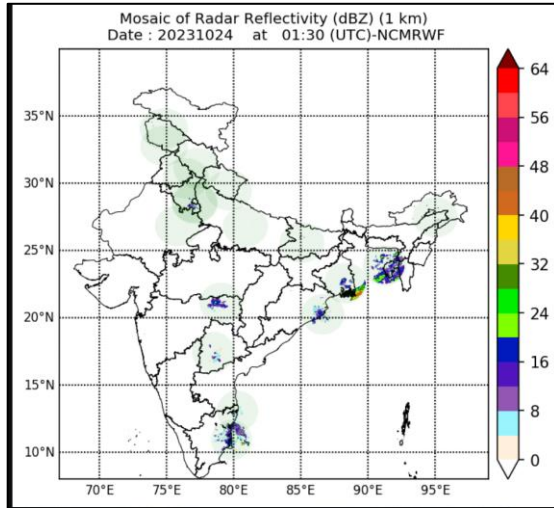 Mosaic of Radar Reflectivity (dBZ) (1 km)
Date : 20231024 at 01:30 (UTC)-NCMRWF
64
56
48
40
32
24
16
8
0
35°N
30°N
25°N
20°N
15°N
10°N
70°E 75°E 80°E 85°E 90°E 95°E